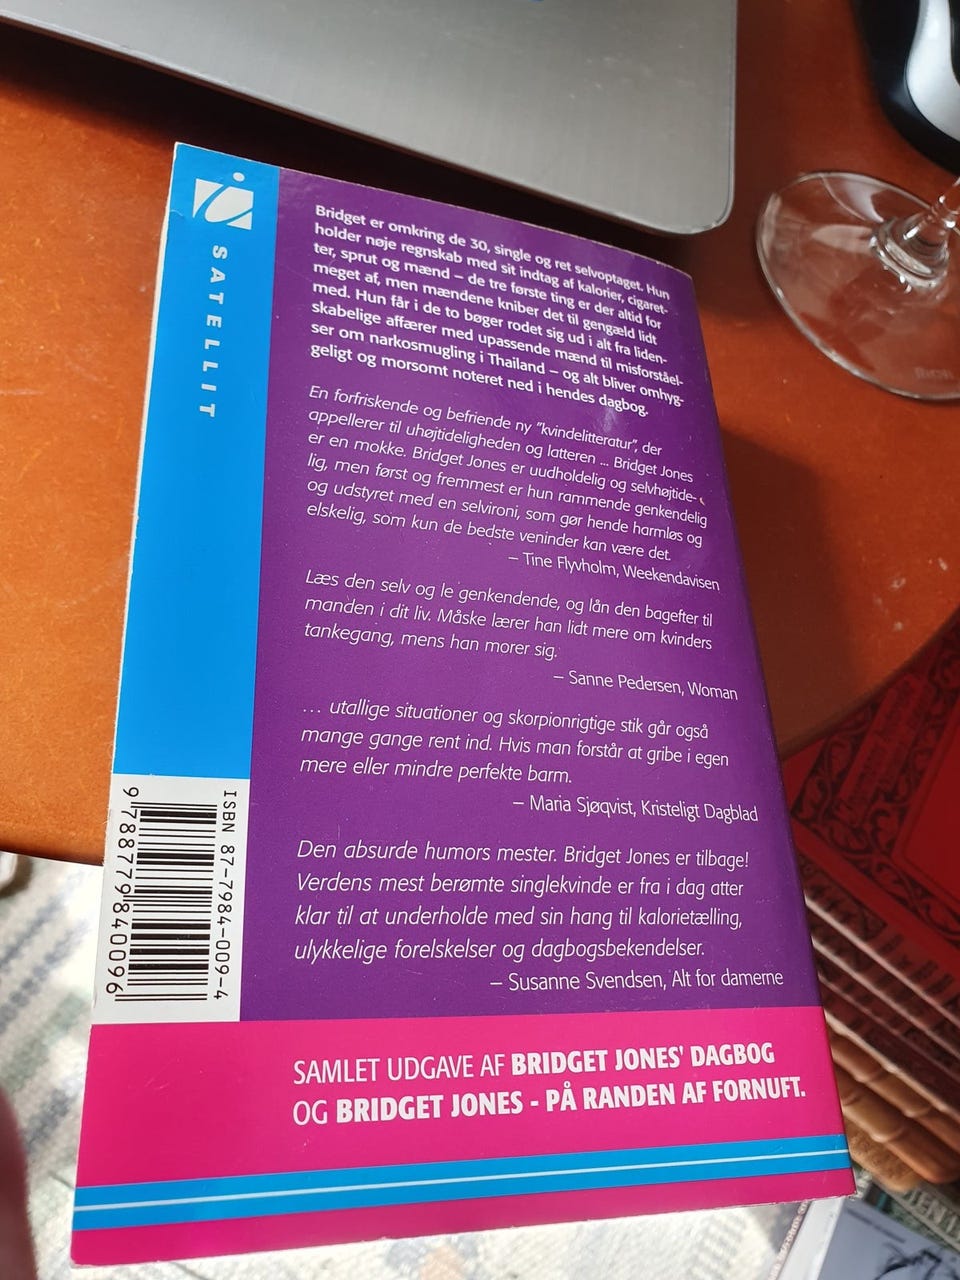 SATELLIT
Bridget er omkring de 30, single og ret selvoptaget. Hun
holder nøje regnskab med sit indtag af kalorier, cigaret-
ter, sprut og mænd – de tre første ting er der altid for
meget af, men mændene kniber det til gengæld lidt
med. Hun får i de to bøger rodet sig ud i alt fra liden-
skabelige affærer med upassende mænd til misforståel-
ser om narkosmugling i Thailand – og alt bliver omhyg-
geligt og morsomt noteret ned i hendes dagbog.
En forfriskende og befriende ny "kvindelitteratur", der
appellerer til uhøjtideligheden og latteren ... Bridget Jones
er en mokke. Bridget Jones er uudholdelig og selvhøjtide-
lig, men først og fremmest er hun rammende genkendelig
og udstyret med en selvironi, som gør hende harmløs og
elskelig, som kun de bedste veninder kan være det.
– Tine Flyvholm, Weekendavisen
Læs den selv og le genkendende, og lån den bagefter til
manden i dit liv. Måske lærer han lidt mere om kvinders
tankegang, mens han morer sig.
– Sanne Pedersen, Woman
... utallige situationer og skorpionrigtige stik går også
mange gange rent ind. Hvis man forstår at gribe i egen
mere eller mindre perfekte barm.
– Maria Sjøqvist, Kristeligt Dagblad
Den absurde humors mester. Bridget Jones er tilbage!
Verdens mest berømte singlekvinde er fra i dag atter
klar til at underholde med sin hang til kalorietælling,
ulykkelige forelskelser og dagbogsbekendelser.
– Susanne Svendsen, Alt for damerne
ISBN 87-7984-009-4
9788779840096
SAMLET UDGAVE AF BRIDGET JONES' DAGBOG
OG BRIDGET JONES - PÅ RANDEN AF FORNUFT.